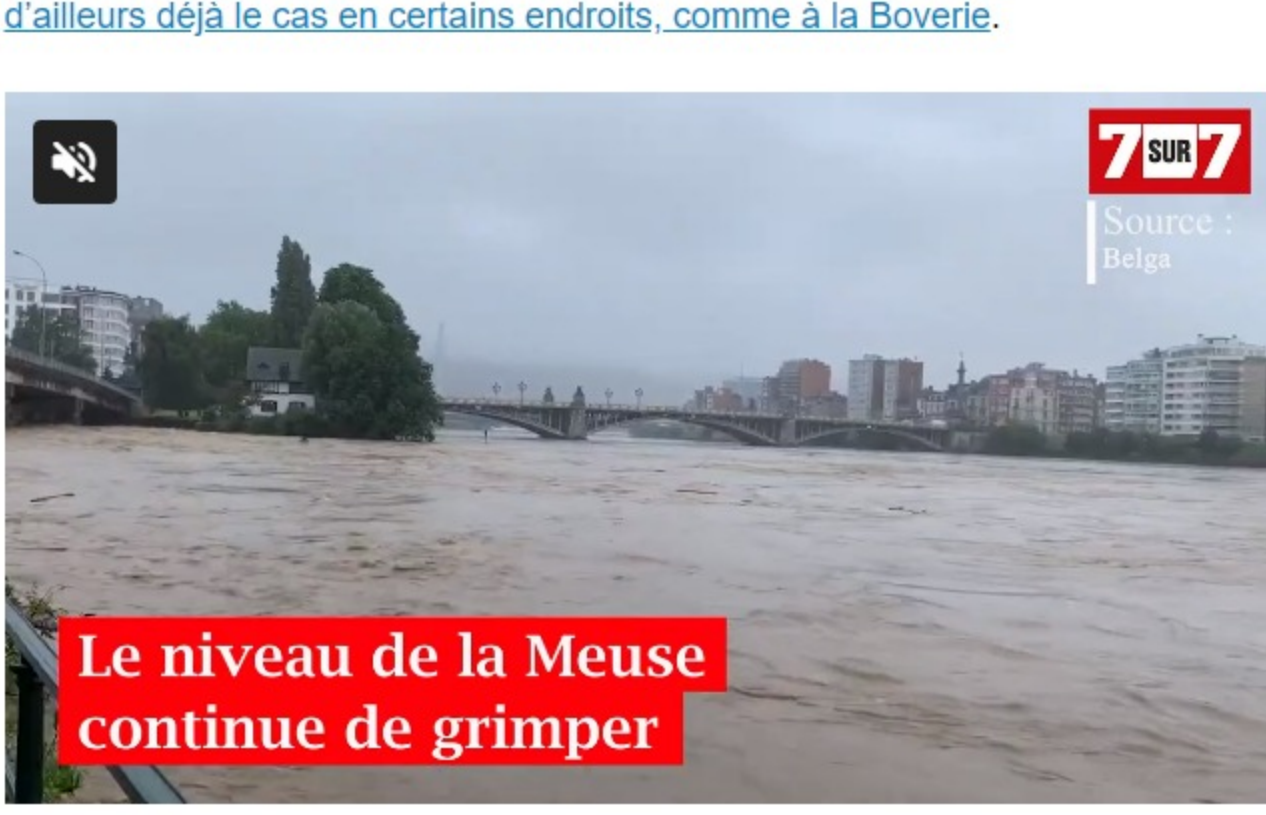 d’ailleurs déjà le cas en certains endroits, comme à la Boverie.
7 SUR 7
Source :
Belga
Le niveau de la Meuse
continue de grimper